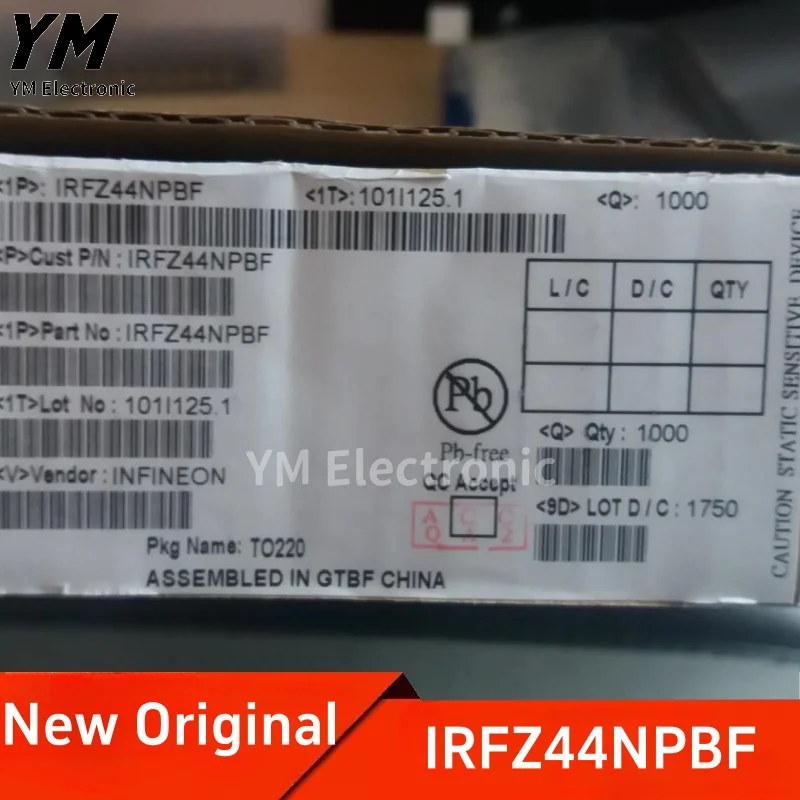 YM
YM Electronic
<1P>: IRFZ44NPBF <1T>: 101I125.1 <Q>: 1000
<P>Cust P/N : IRFZ44NPBF
L/C D/C QTY
<1P>Part No : IRFZ44NPBF
<1T>Lot No : 101I125.1
Pb
Pb-free
<Q> Qty : 1000
<V>Vendor : INFINEON
YM Electronic
QC Accept
<9D> LOT D/C : 1750
Pkg Name: TO220
ASSEMBLED IN GTBF CHINA
CAUTION STATIC SENSITIVE DEVICE
New Original
IRFZ44NPBF